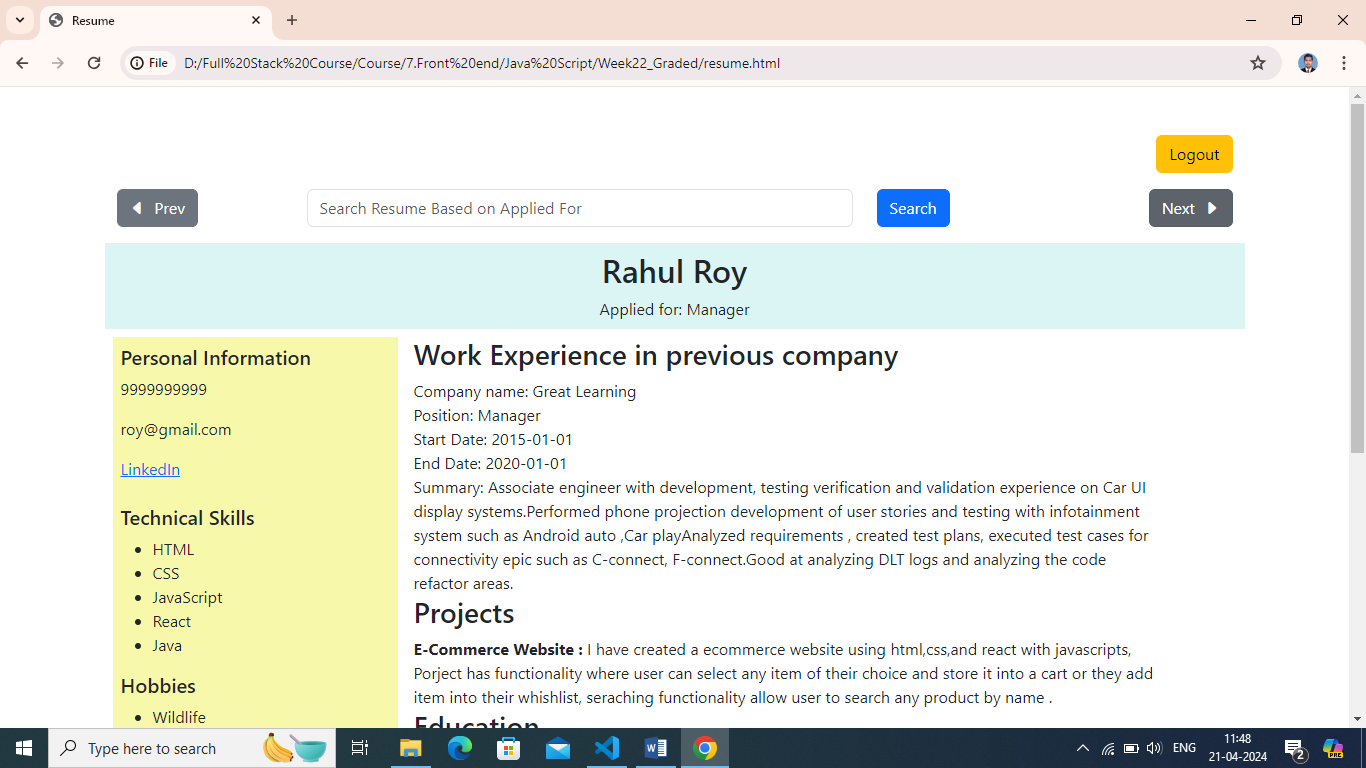 Resume
File
D:/Full%20Stack%20Course/Course/7.Front%20end/Java%20Script/Week22_Graded/resume.html
Logout
Prev
Search Resume Based on Applied For
Search
Next
Rahul Roy
Applied for: Manager
Personal Information
9999999999
roy@gmail.com
LinkedIn
Technical Skills
HTML
CSS
JavaScript
React
Java
Hobbies
Wildlife
Work Experience in previous company
Company name: Great Learning
Position: Manager
Start Date: 2015-01-01
End Date: 2020-01-01
Summary: Associate engineer with development, testing verification and validation experience on Car UI
display systems.Performed phone projection development of user stories and testing with infotainment
system such as Android auto ,Car playAnalyzed requirements , created test plans, executed test cases for
connectivity epic such as C-connect, F-connect.Good at analyzing DLT logs and analyzing the code
refactor areas.
Projects
E-Commerce Website : I have created a ecommerce website using html,css,and react with javascripts,
Porject has functionality where user can select any item of their choice and store it into a cart or they add
item into their whishlist, seraching functionality allow user to search any product by name .
Education
Type here to search
ENG
11:48
21-04-2024
2
PRE